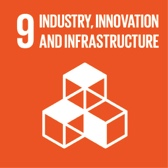 9 INDUSTRY, INNOVATION
AND INFRASTRUCTURE